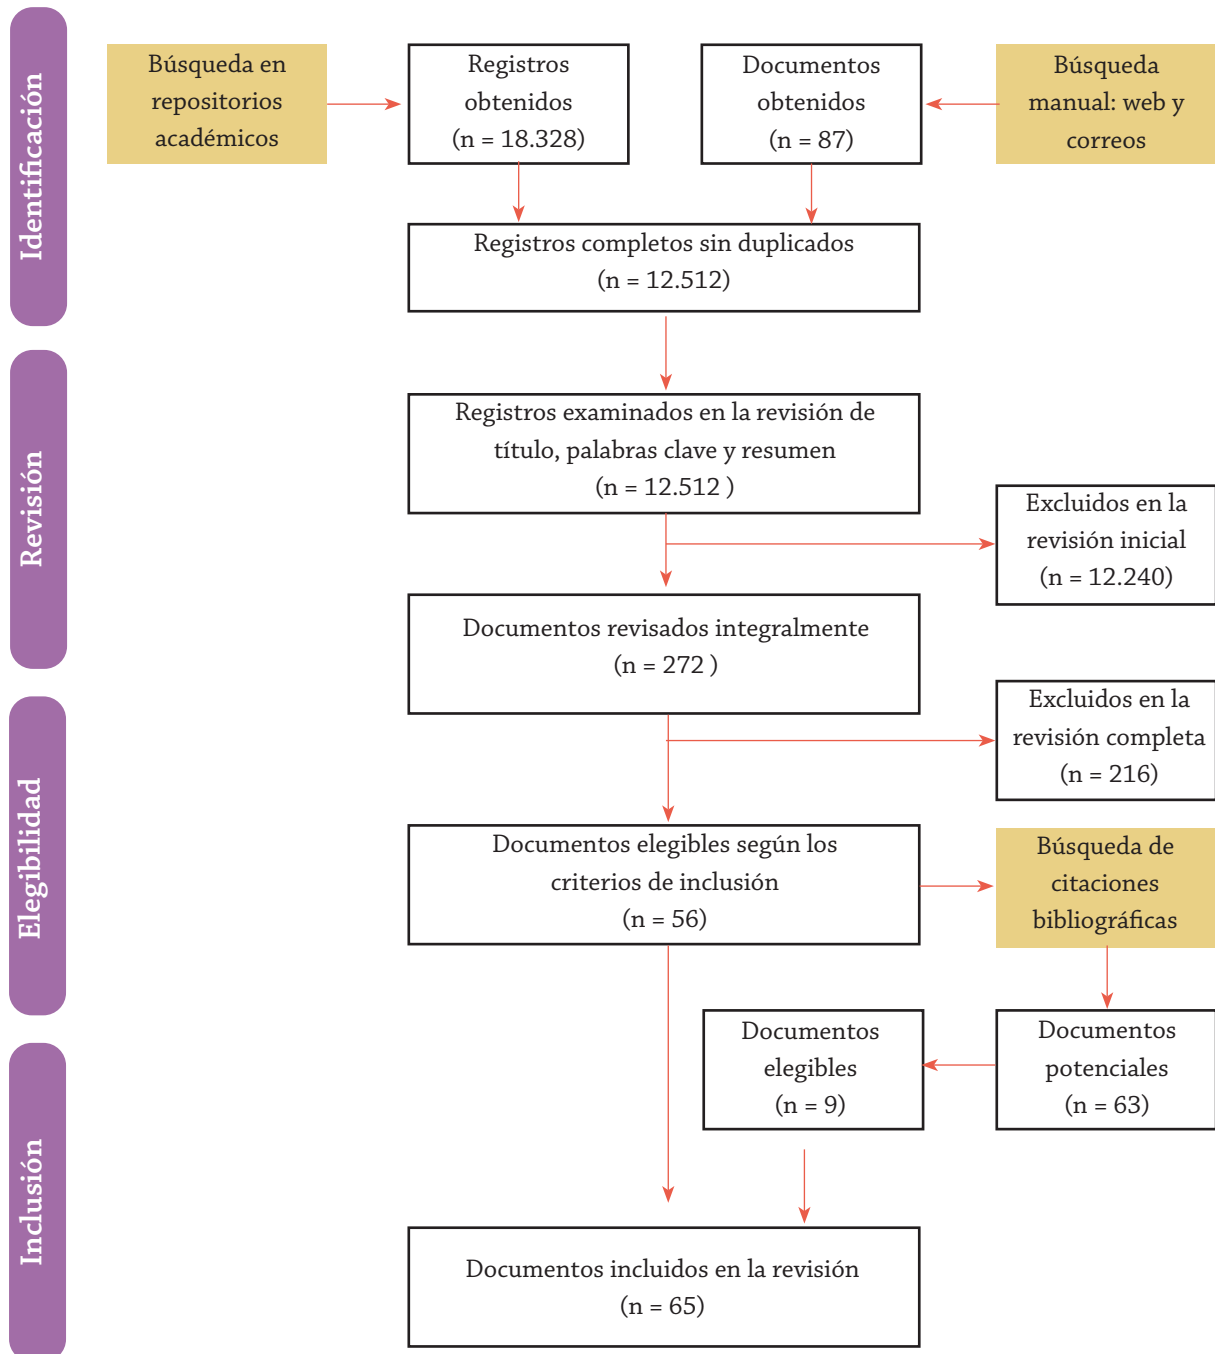 Identificación
Búsqueda en
repositorios
académicos
Registros
obtenidos
(n = 18.328)
Documentos
obtenidos
(n = 87)
Búsqueda
manual: web y
correos
Registros completos sin duplicados
(n = 12.512)
Revisión
Registros examinados en la revisión de
título, palabras clave y resumen
(n = 12.512 )
Excluidos en la
revisión inicial
(n = 12.240)
Documentos revisados integralmente
(n = 272 )
Elegibilidad
Excluidos en la
revisión completa
(n = 216)
Documentos elegibles según los
criterios de inclusión
(n = 56)
Búsqueda de
citaciones
bibliográficas
Documentos
elegibles
(n = 9)
Documentos
potenciales
(n = 63)
Inclusión
Documentos incluidos en la revisión
(n = 65)